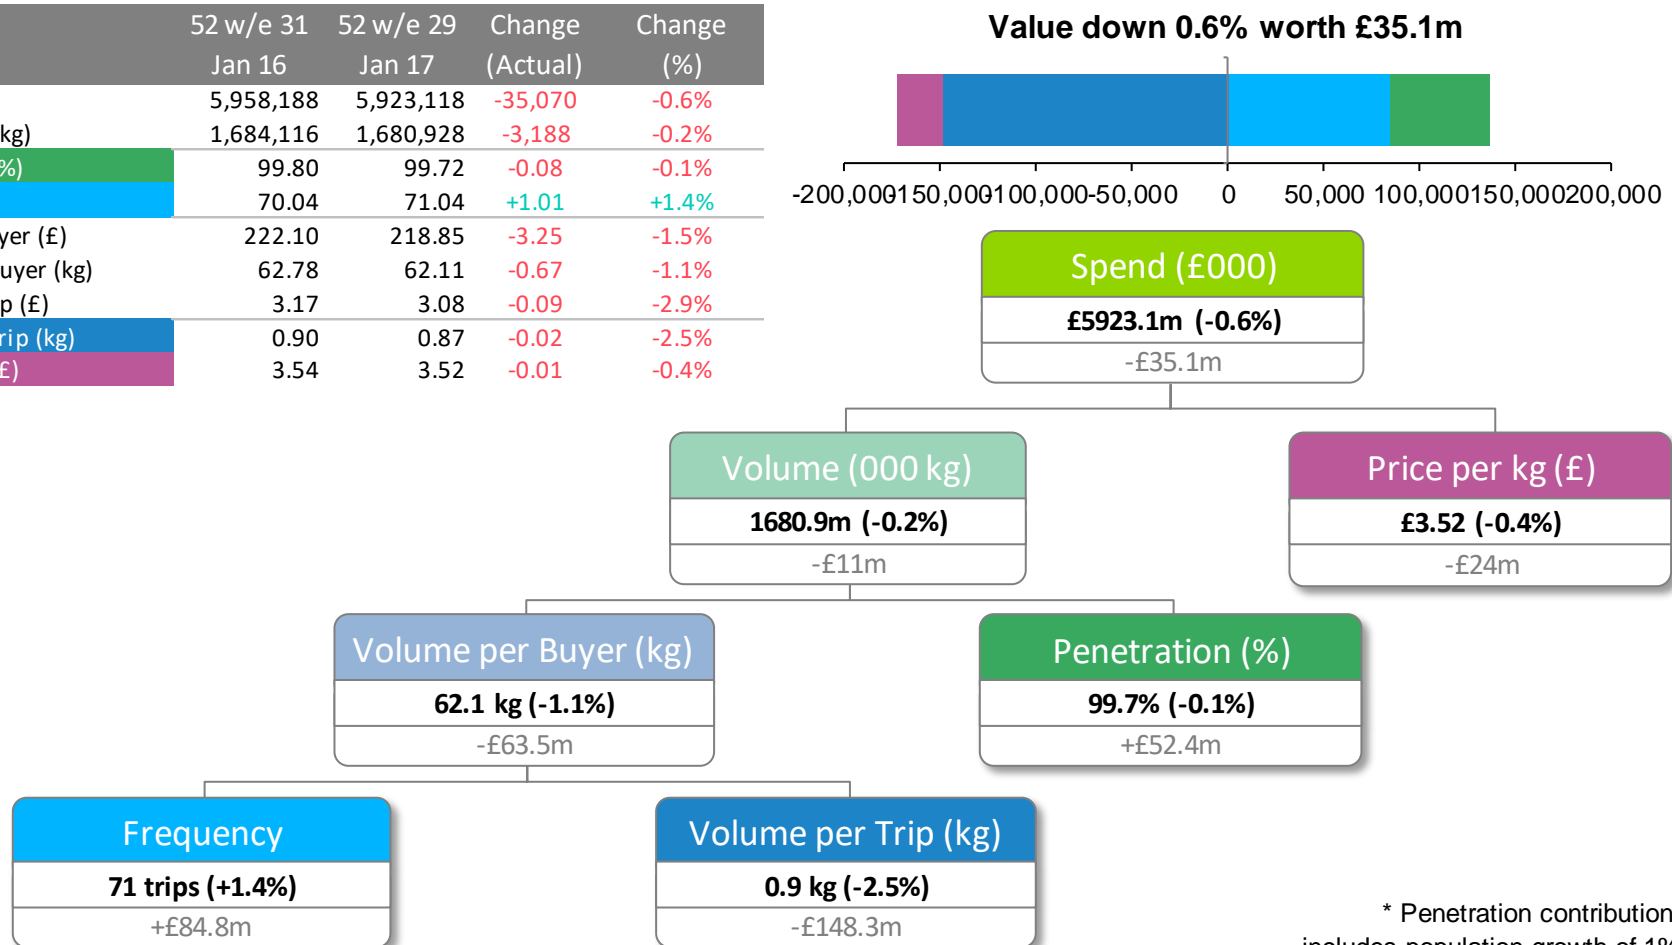 52 w/e 31 52 w/e 29 Change Change
Jan 16 Jan 17 (Actual) (%)
5,958,188 5,923,118 -35,070 -0.6%
kg) 1,684,116 1,680,928 -3,188 -0.2%
%) 99.80 99.72 -0.08 -0.1%
70.04 71.04 +1.01 +1.4%
yer (£) 222.10 218.85 -3.25 -1.5%
uyer (kg) 62.78 62.11 -0.67 -1.1%
p (£) 3.17 3.08 -0.09 -2.9%
rip (kg) 0.90 0.87 -0.02 -2.5%
£) 3.54 3.52 -0.01 -0.4%
Value down 0.6% worth £35.1m
-200,000 -150,000 -100,000 -50,000 0 50,000 100,000 150,000 200,000
Spend (£000)
£5923.1m (-0.6%)
-£35.1m
Volume (000 kg)
1680.9m (-0.2%)
-£11m
Price per kg (£)
£3.52 (-0.4%)
-£24m
Volume per Buyer (kg)
62.1 kg (-1.1%)
-£63.5m
Penetration (%)
99.7% (-0.1%)
+£52.4m
Frequency
71 trips (+1.4%)
+£84.8m
Volume per Trip (kg)
0.9 kg (-2.5%)
-£148.3m
* Penetration contribution
includes population growth of 1%